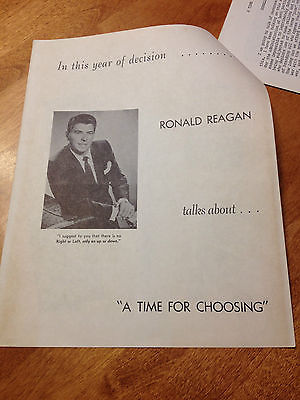 In this year of decision ........
RONALD REAGAN
talks about . . .
"I suggest to you that there is no
Right or Left, only an up or down."
"A TIME FOR CHOOSING"